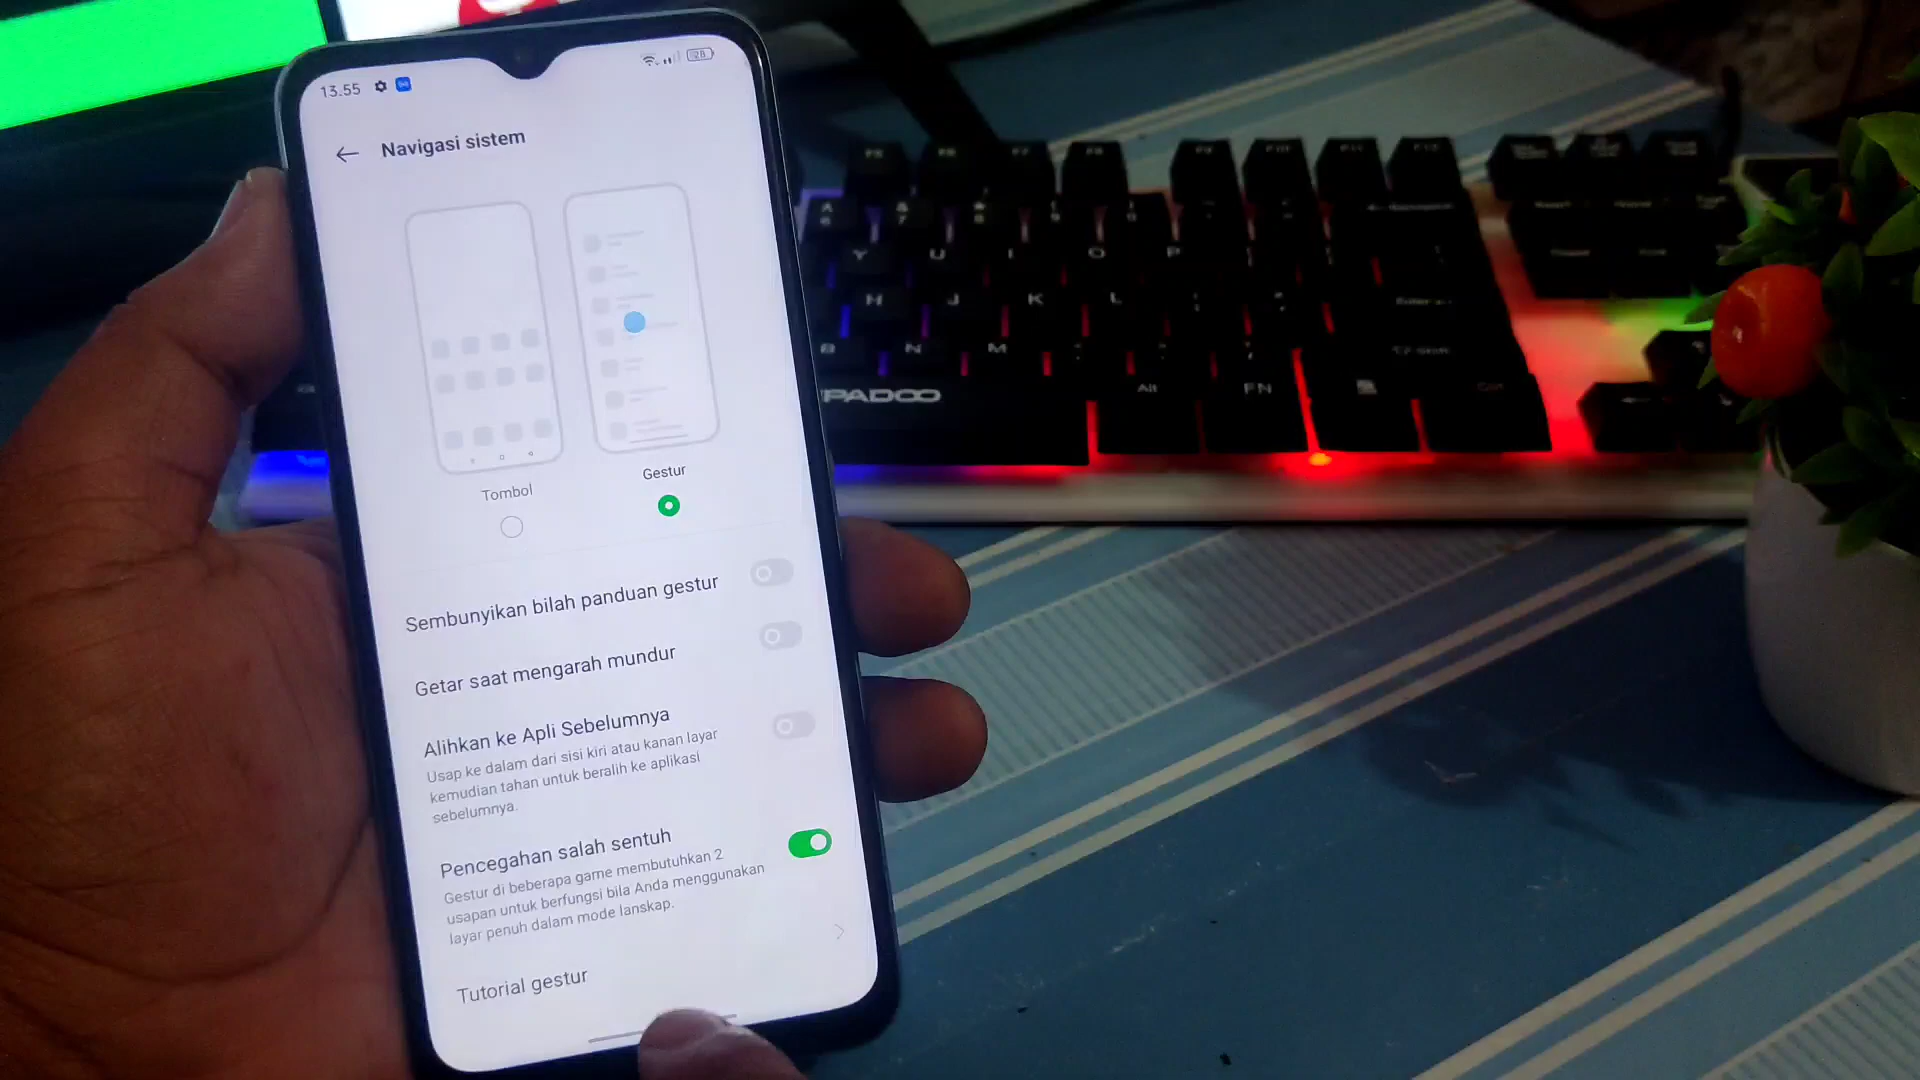 13.55
28
Navigasi sistem
Tombol
Gestur
Sembunyikan bilah panduan gestur
Getar saat mengarah mundur
Alihkan ke Apli Sebelumnya
Usap ke dalam dari sisi kiri atau kanan layar
kemudian tahan untuk beralih ke aplikasi
sebelumnya.
Pencegahan salah sentuh
Gestur di beberapa game membutuhkan 2
usapan untuk berfungsi bila Anda menggunakan
layar penuh dalam mode lanskap.
Tutorial gestur
Y U I O P
H J K L
B N M
PADOO
Alt FN